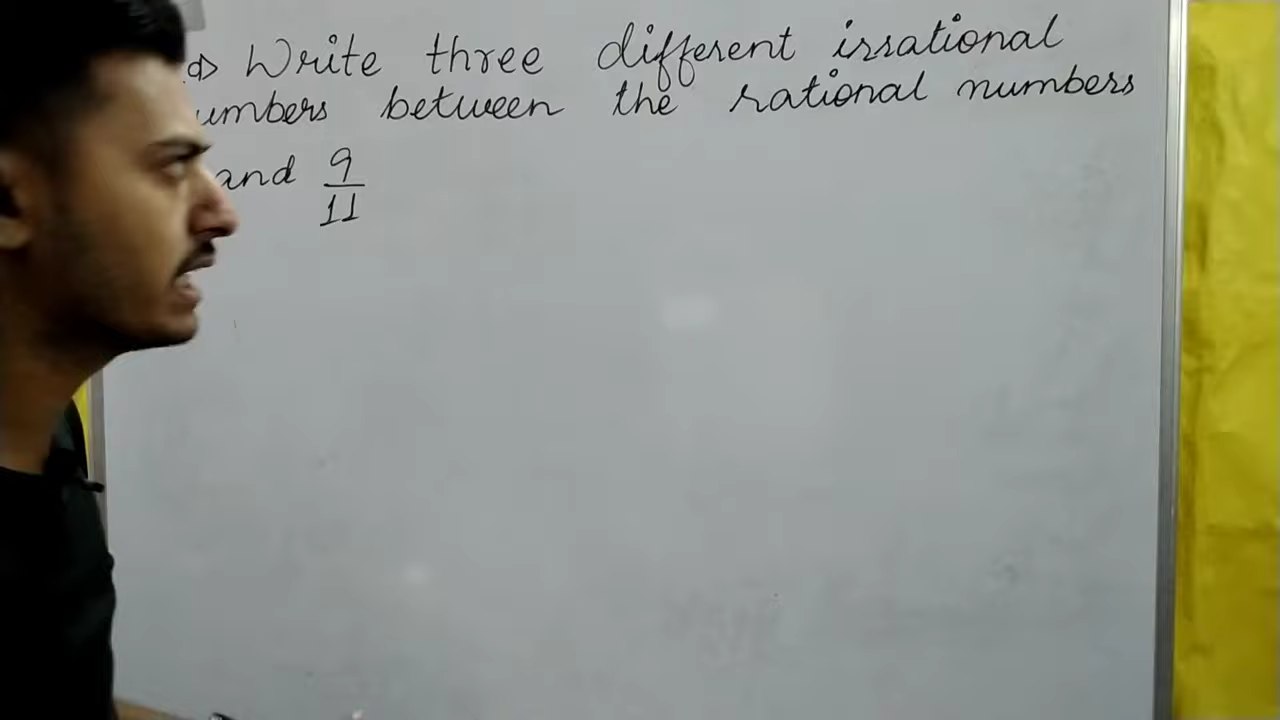 Write three different irrational
umbers between the rational numbers
and 9/11